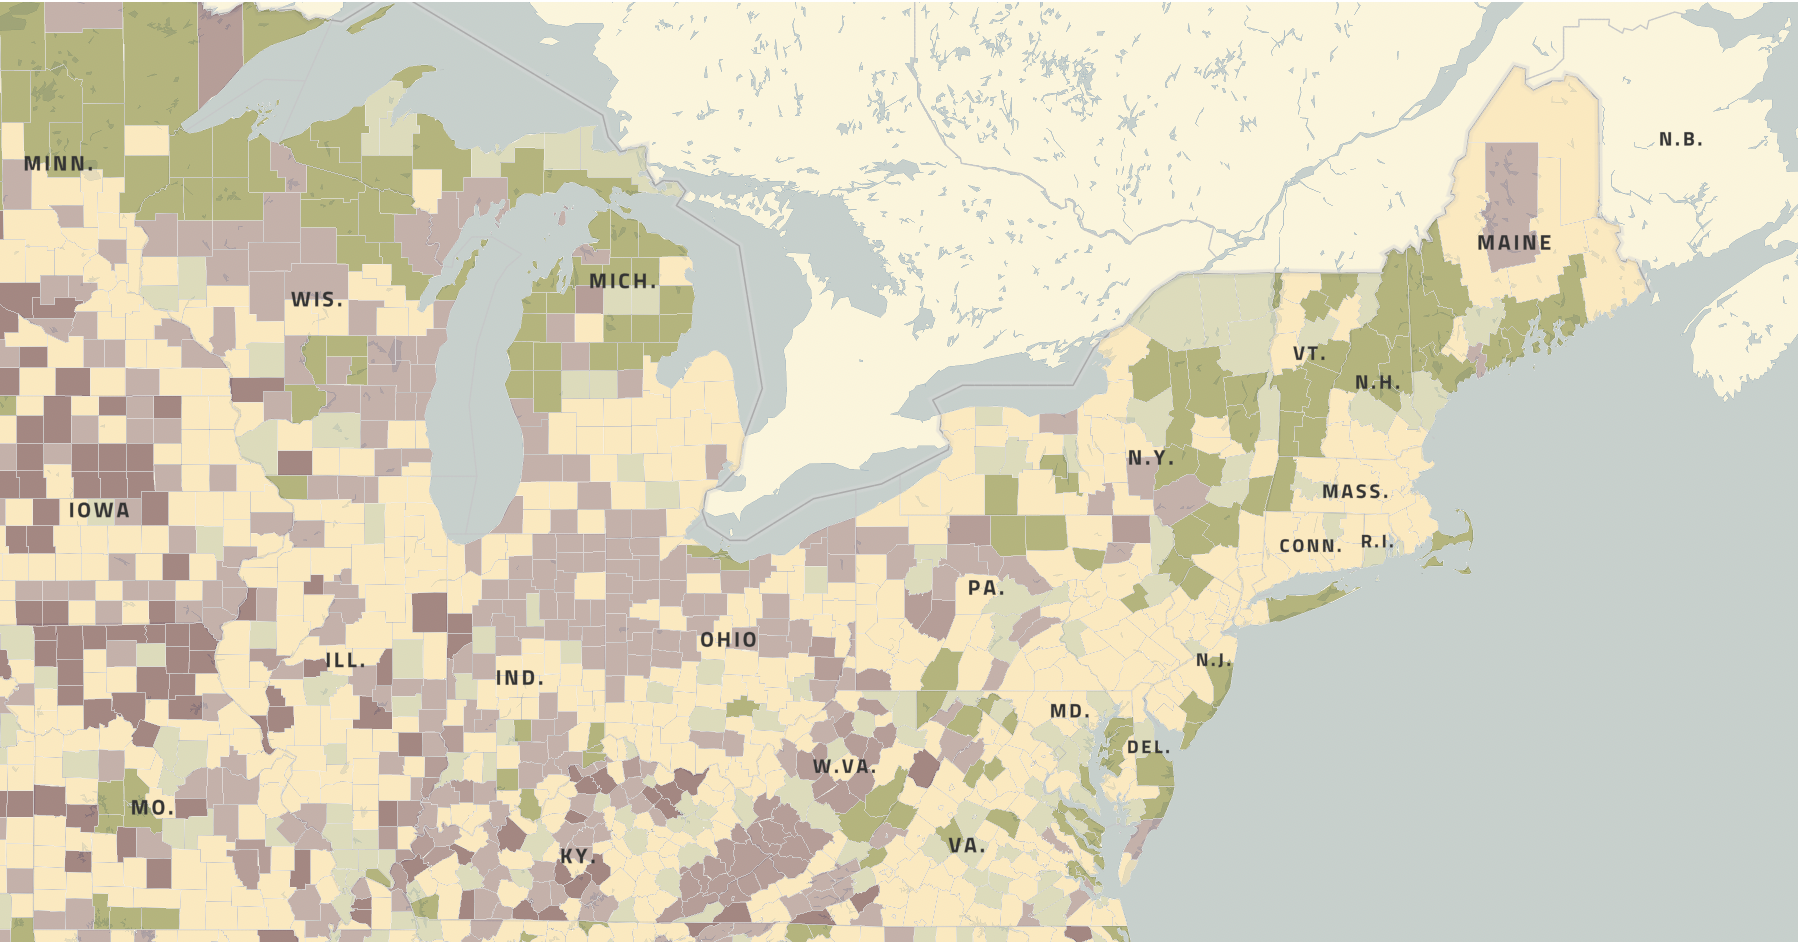 N.B.
MINN.
MAINE
MICH.
WIS.
VT.
N.H.
N.Y.
MASS.
IOWA
CONN.
R.I.
PA.
OHIO
ILL.
N.J.
IND.
MD.
DEL.
W.VA.
MO.
VA.
KY.